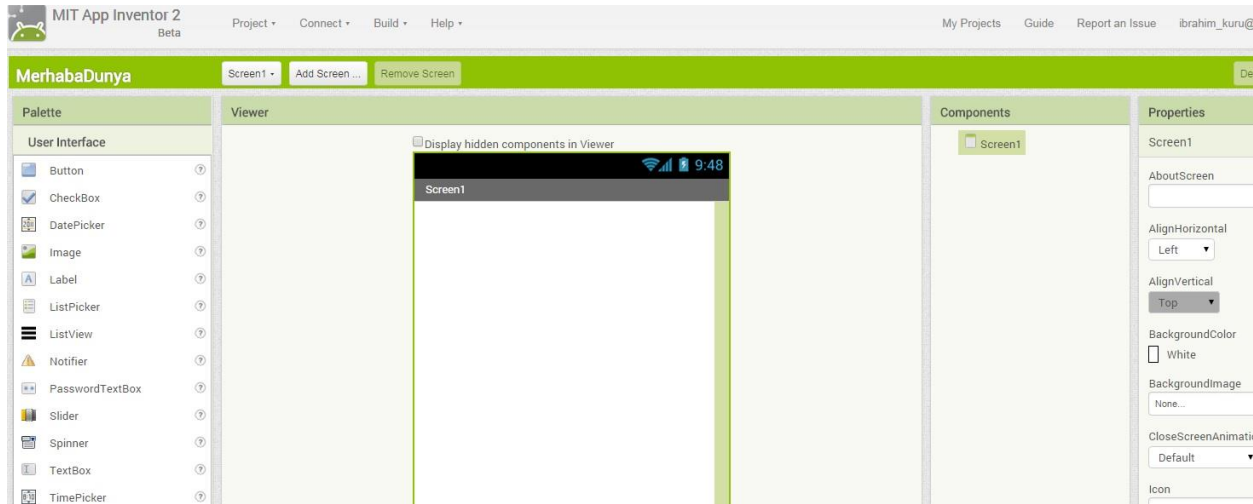 MIT App Inventor 2
Beta
Project Connect Build Help
My Projects Guide Report an Issue ibrahim_kuru@
MerhabaDunya
Screen1 Add Screen ... Remove Screen
Palette
User Interface
Button
CheckBox
DatePicker
Image
Label
ListPicker
ListView
Notifier
PasswordTextBox
Slider
Spinner
TextBox
TimePicker
Viewer
Display hidden components in Viewer
9:48
Screen1
Components
Screen1
Properties
Screen1
AboutScreen
AlignHorizontal
Left
AlignVertical
Top
BackgroundColor
White
BackgroundImage
None...
CloseScreenAnimati
Default
Icon